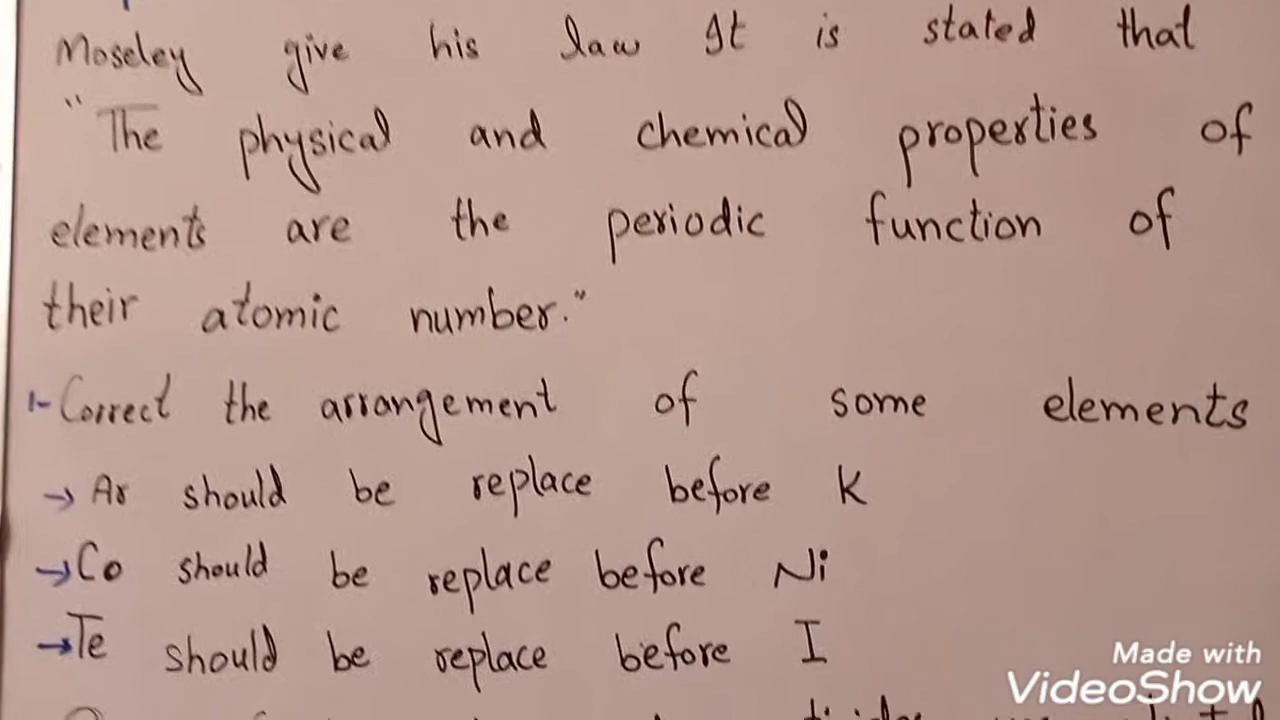 Moseley give his law It is stated that
"The physical and chemical properties of
elements are the periodic function of
their atomic number."
1- Correct the arrangement of some elements
→ Ar should be replace before K
→ Co should be replace before Ni
→ Te should be replace before I
Made with
VideoShow